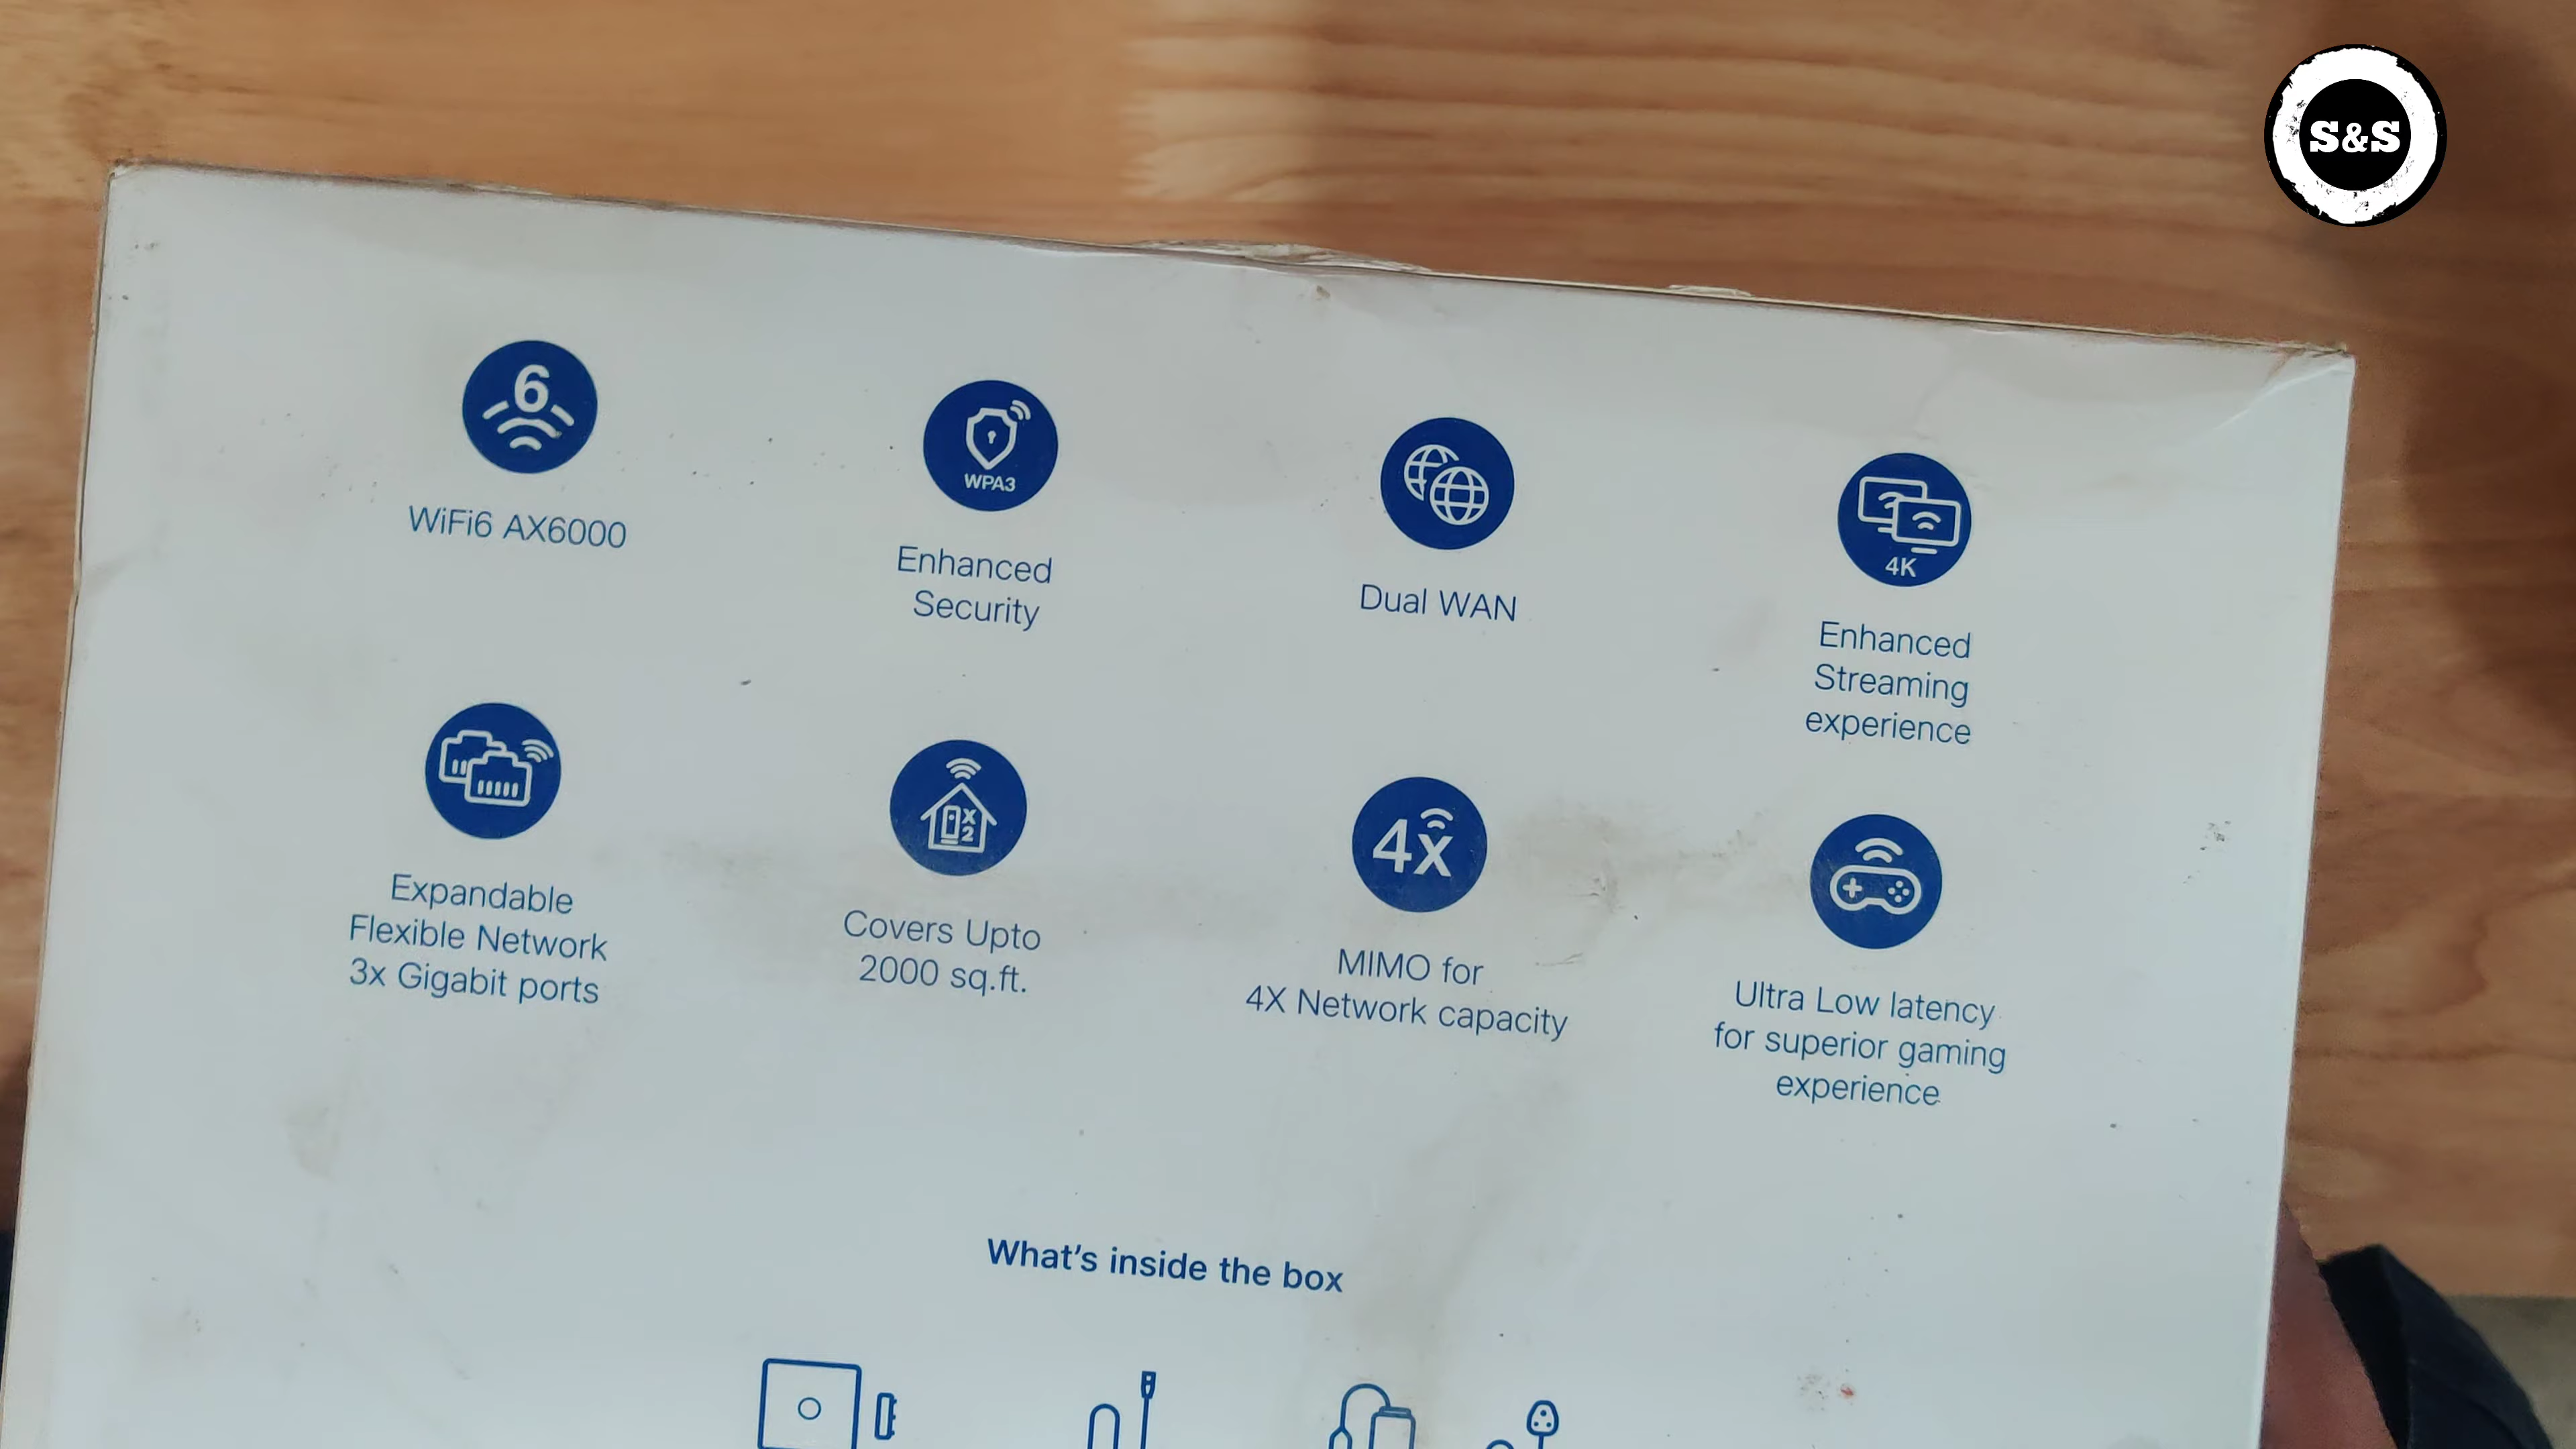 S&S
6
WiFi6 AX6000
WPA3
Enhanced
Security
Dual WAN
4K
Enhanced
Streaming
experience
Expandable
Flexible Network
3x Gigabit ports
X
2
Covers Upto
2000 sq.ft.
4x
MIMO for
4X Network capacity
Ultra Low latency
for superior gaming
experience
What's inside the box